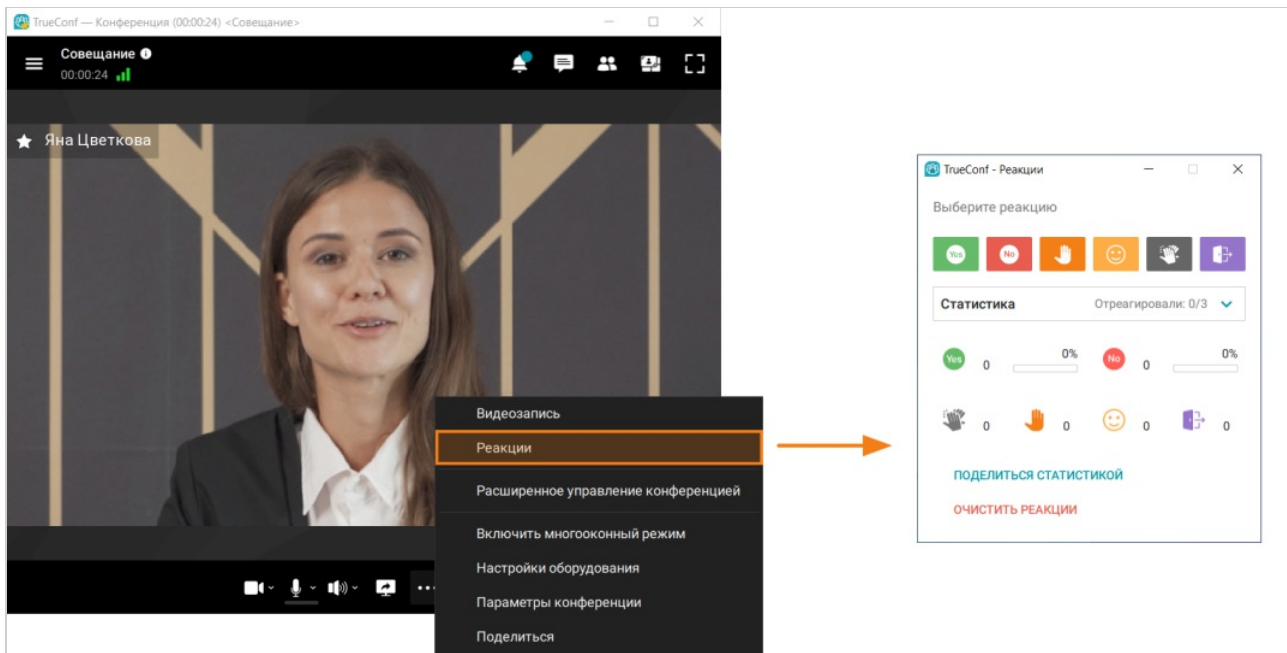 TrueConf — Конференция (00:00:24) <Совещание>
Совещание
00:00:24
Яна Цветкова
Видеозапись
Реакции
Расширенное управление конференцией
Включить многооконный режим
Настройки оборудования
Параметры конференции
Поделиться
TrueConf - Реакции
Выберите реакцию
Yes No
Статистика Отреагировали: 0/3
Yes 0 0% No 0 0%
0 0 0 0
ПОДЕЛИТЬСЯ СТАТИСТИКОЙ
ОЧИСТИТЬ РЕАКЦИИ